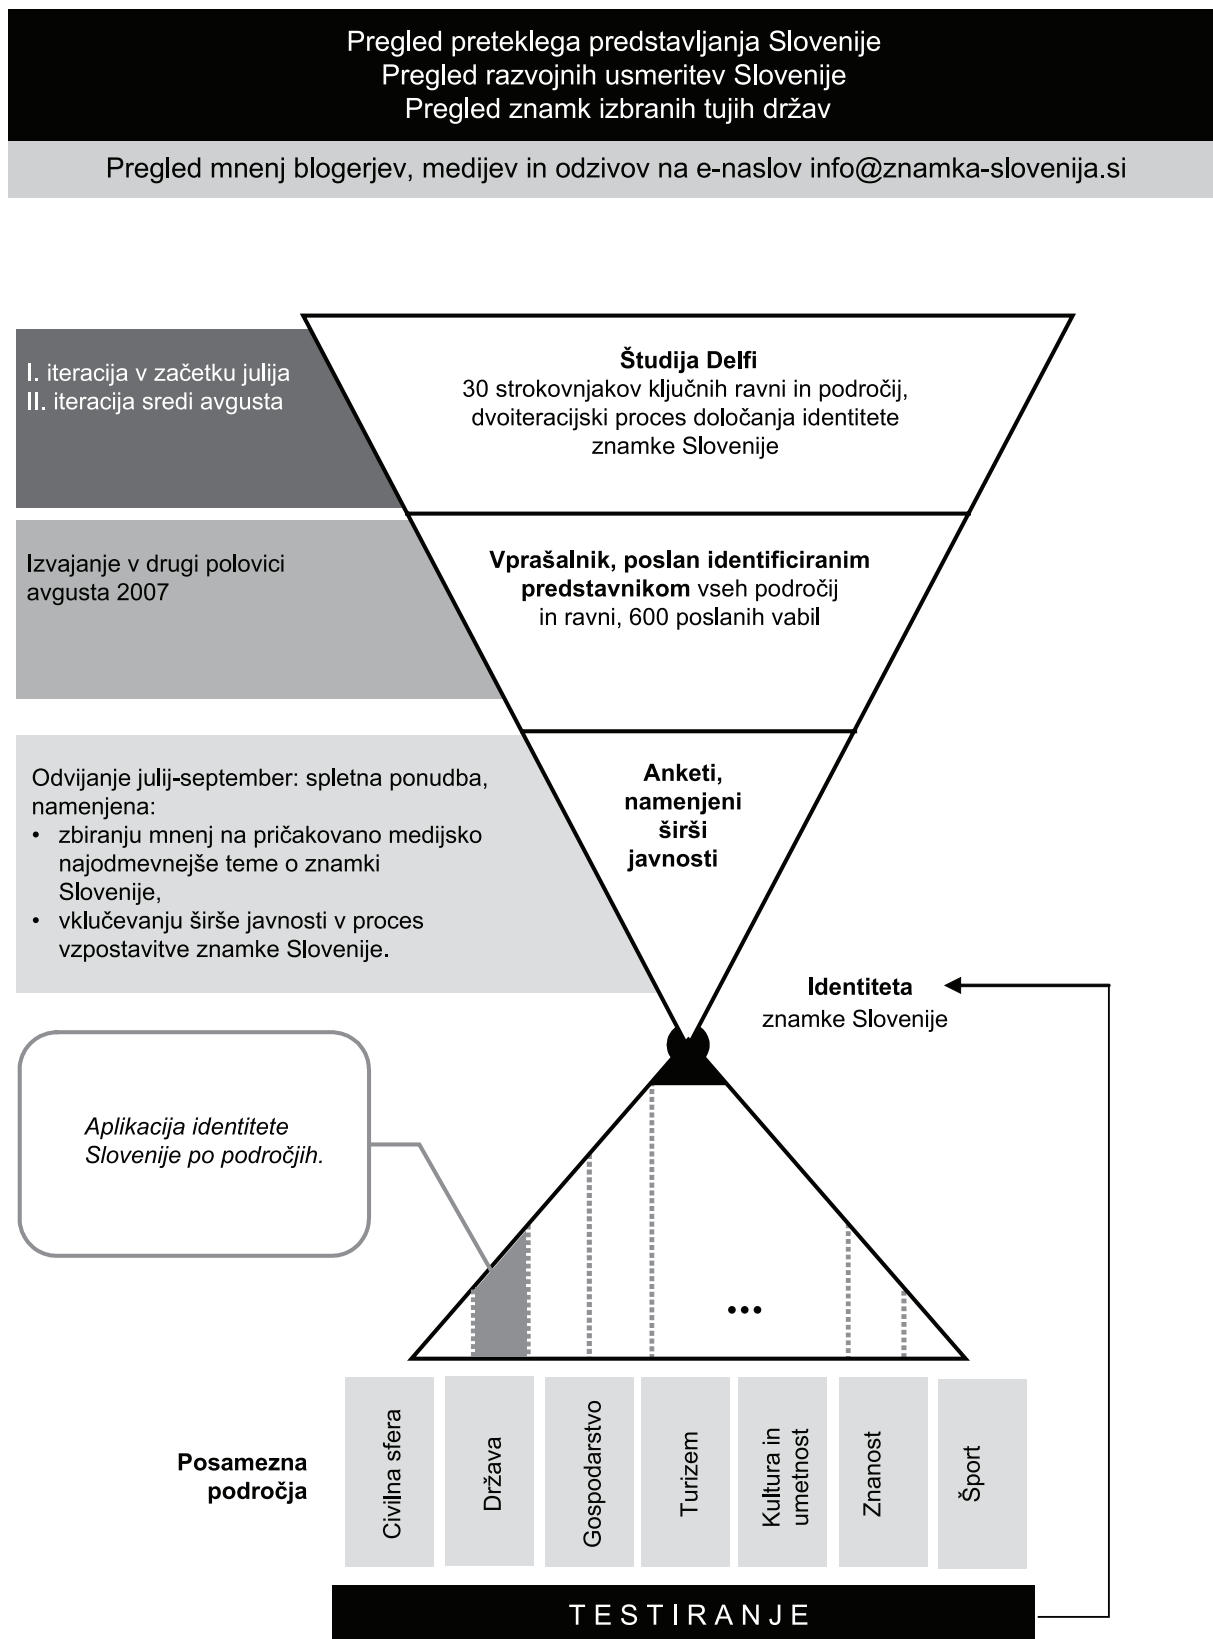 Pregled preteklega predstavljanja Slovenije
Pregled razvojnih usmeritev Slovenije
Pregled znamk izbranih tujih držav
Pregled mnenj blogerjev, medijev in odzivov na e-naslov info@znamka-slovenija.si
I. iteracija v začetku julija
II. iteracija sredi avgusta
Študija Delfi
30 strokovnjakov ključnih ravni in področij,
dvoiteracijski proces določanja identitete
znamke Slovenije
Izvajanje v drugi polovici
avgusta 2007
Vprašalnik, poslan identificiranim
predstavnikom vseh področij
in ravni, 600 poslanih vabil
Odvijanje julij-september: spletna ponudba,
namenjena:
• zbiranju mnenj na pričakovano medijsko
najodmevnejše teme o znamki
Slovenije,
• vključevanju širše javnosti v proces
vzpostavitve znamke Slovenije.
Anketi,
namenjeni
širši
javnosti
Identiteta
znamke Slovenije
Aplikacija identitete
Slovenije po področjih.
...
Posamezna
področja
Civilna sfera
Država
Gospodarstvo
Turizem
Kultura in
umetnost
Znanost
Šport
TESTIRANJE